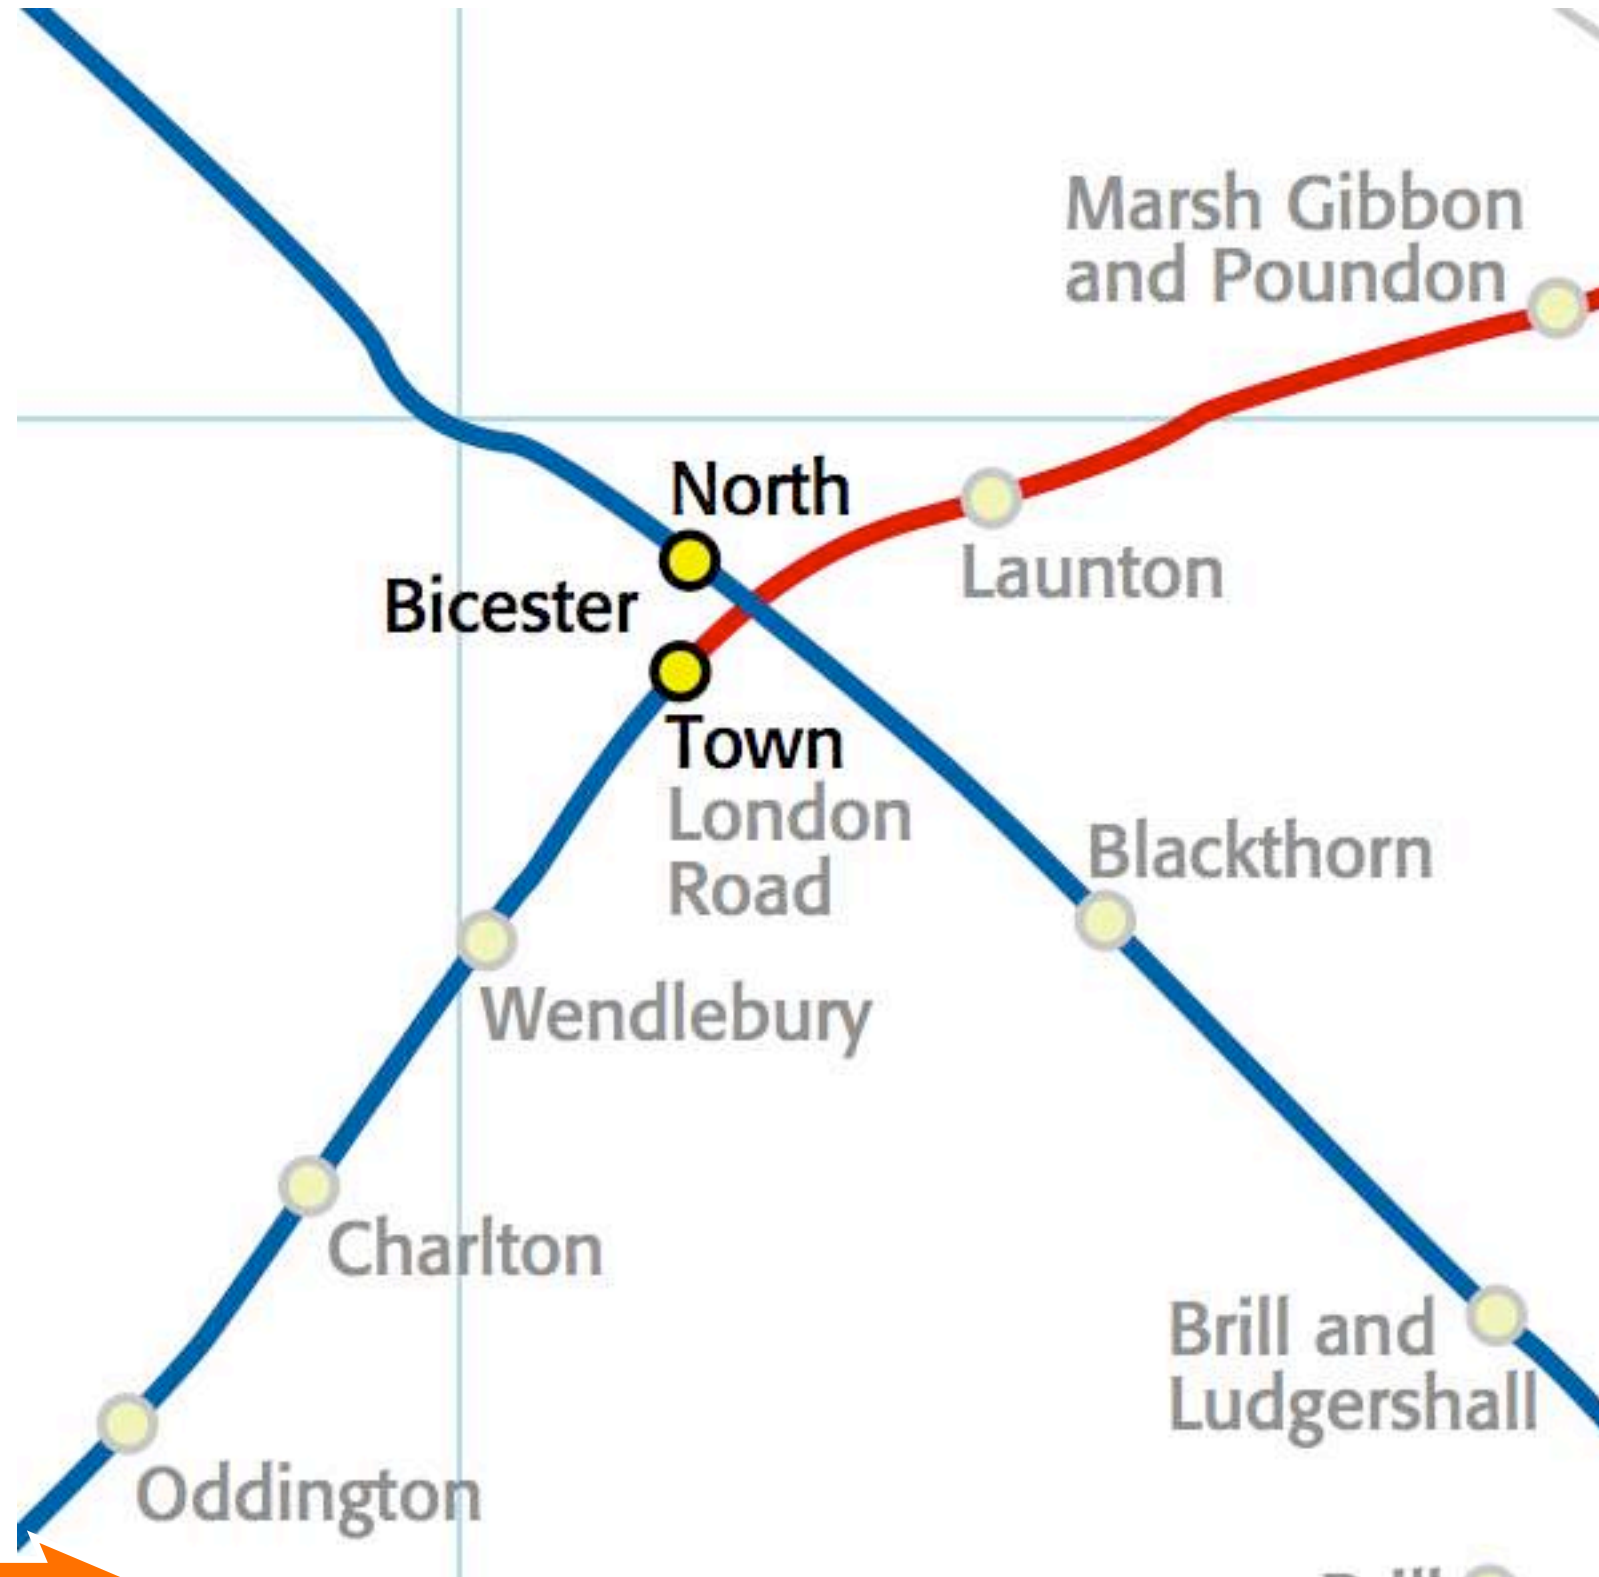 Marsh Gibbon
and Poundon
North
Bicester
Launton
Town
London
Road
Blackthorn
Wendlebury
Charlton
Brill and
Ludgershall
Oddington